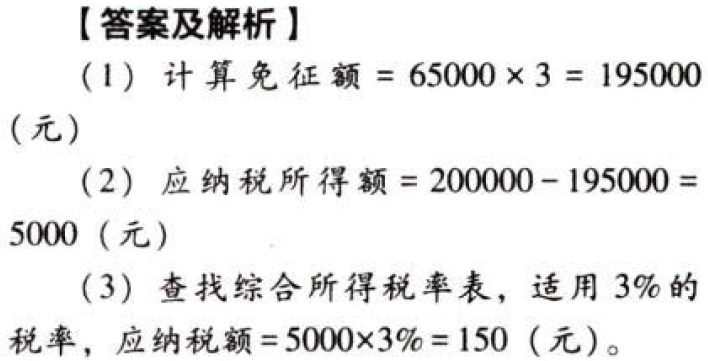 【答案及解析】
(1) 计算免征额 = 65000 × 3 = 195000
(元)
(2) 应纳税所得额 = 200000 - 195000 =
5000 (元)
(3) 查找综合所得税率表，适用 3% 的
税率，应纳税额 = 5000×3% = 150 (元)。